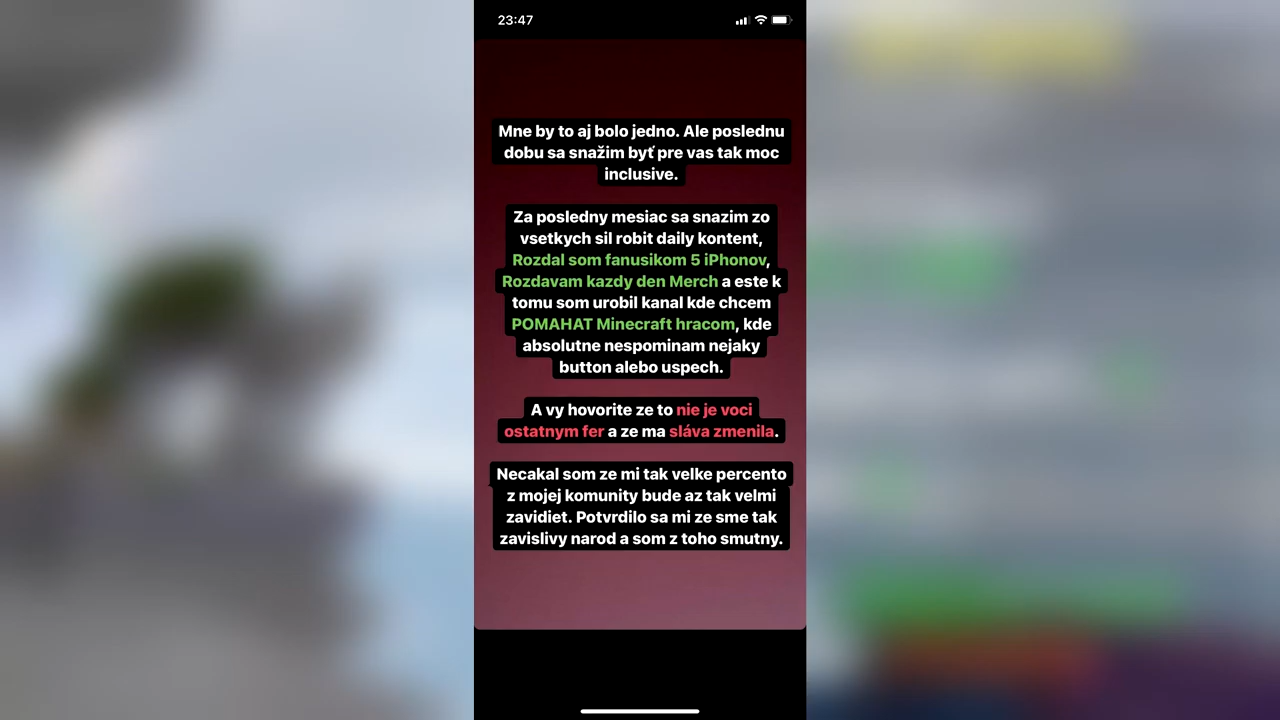 23:47
Mne by to aj bolo jedno. Ale poslednu
dobu sa snažim byť pre vas tak moc
inclusive.
Za posledny mesiac sa snazim zo
vsetkych sil robit daily kontent,
Rozdal som fanusikom 5 iPhonov,
Rozdavam kazdy den Merch a este k
tomu som urobil kanal kde chcem
POMAHAT Minecraft hracom, kde
absolutne nespominam nejaky
button alebo uspech.
A vy hovorite ze to nie je voci
ostatnym fer a ze ma sláva zmenila.
Necakal som ze mi tak velke percento
z mojej komunity bude az tak velmi
zavidiet. Potvrdilo sa mi ze sme tak
zavislivy narod a som z toho smutny.